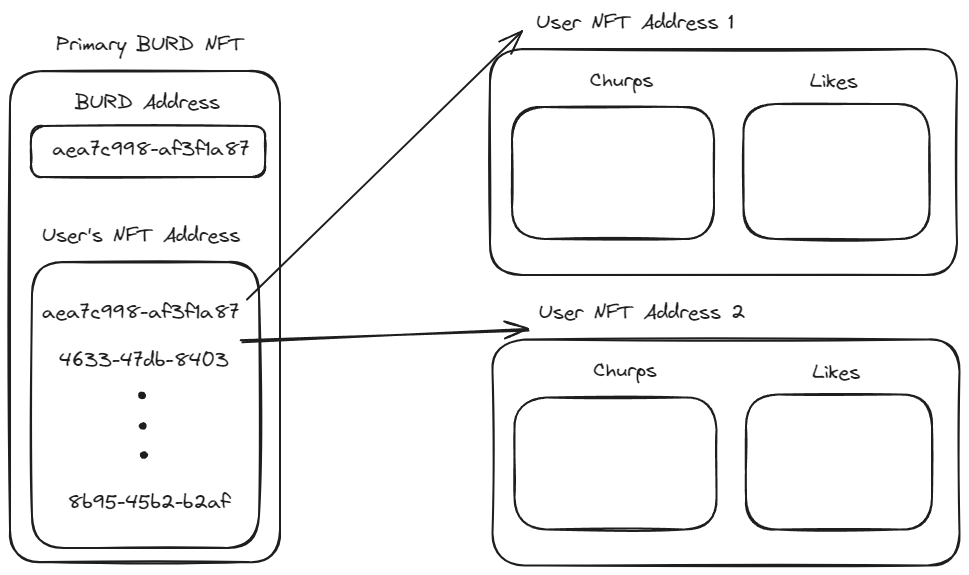 Primary BURD NFT
BURD Address
aea7c998-af3f1a87
User's NFT Address
aea7c998-af3f1a87
4633-47db-8403
8b95-45b2-b2af
User NFT Address 1
Churps
Likes
User NFT Address 2
Churps
Likes